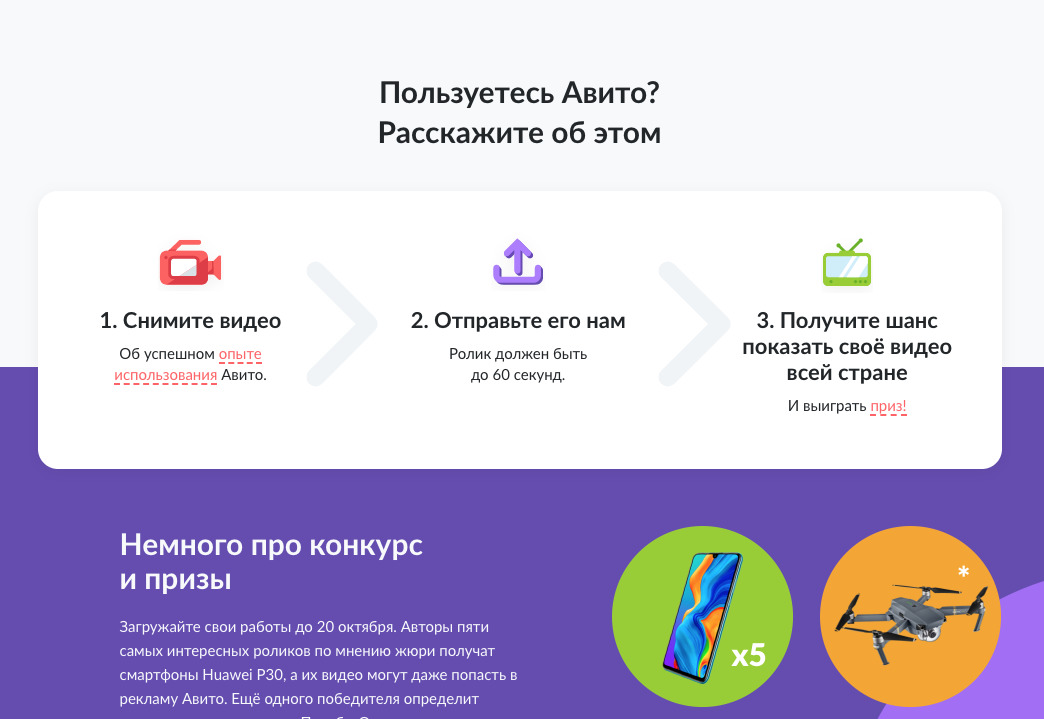 Пользуетесь Авито?
Расскажите об этом
1. Снимите видео
Об успешном опыте
использования Авито.
2. Отправьте его нам
Ролик должен быть
до 60 секунд.
3. Получите шанс
показать своё видео
всей стране
И выиграть приз!
Немного про конкурс
и призы
Загружайте свои работы до 20 октября. Авторы пяти
самых интересных роликов по мнению жюри получат
смартфоны Huawei P30, а их видео могут даже попасть в
рекламу Авито. Ещё одного победителя определит
x5
*